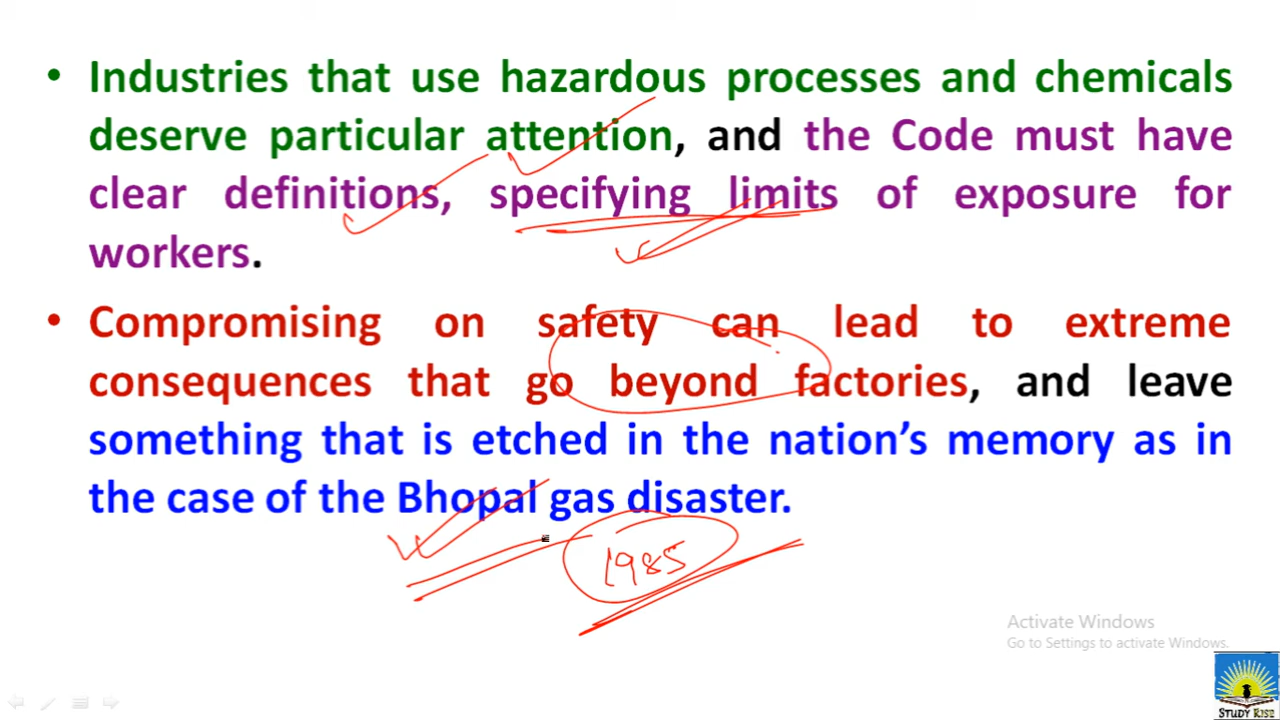 • Industries that use hazardous processes and chemicals
deserve particular attention, and the Code must have
clear definitions, specifying limits of exposure for
workers.
• Compromising on safety can lead to extreme
consequences that go beyond factories, and leave
something that is etched in the nation’s memory as in
the case of the Bhopal gas disaster.
1985
Activate Windows
Go to Settings to activate Windows.
STUDY RISE